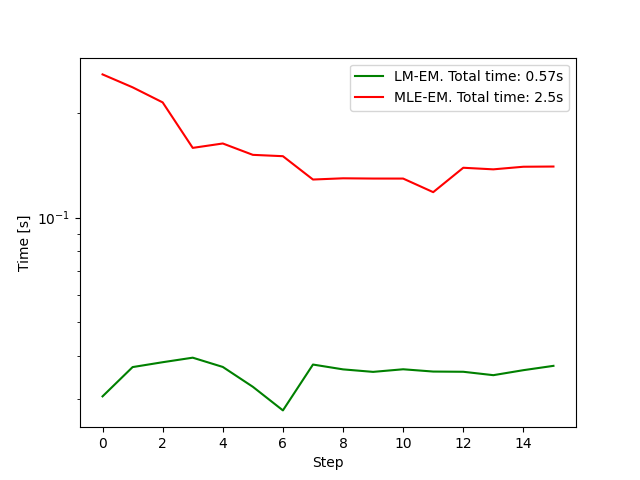 LM-EM. Total time: 0.57s
MLE-EM. Total time: 2.5s
Time [s]
10⁻¹
0 2 4 6 8 10 12 14
Step